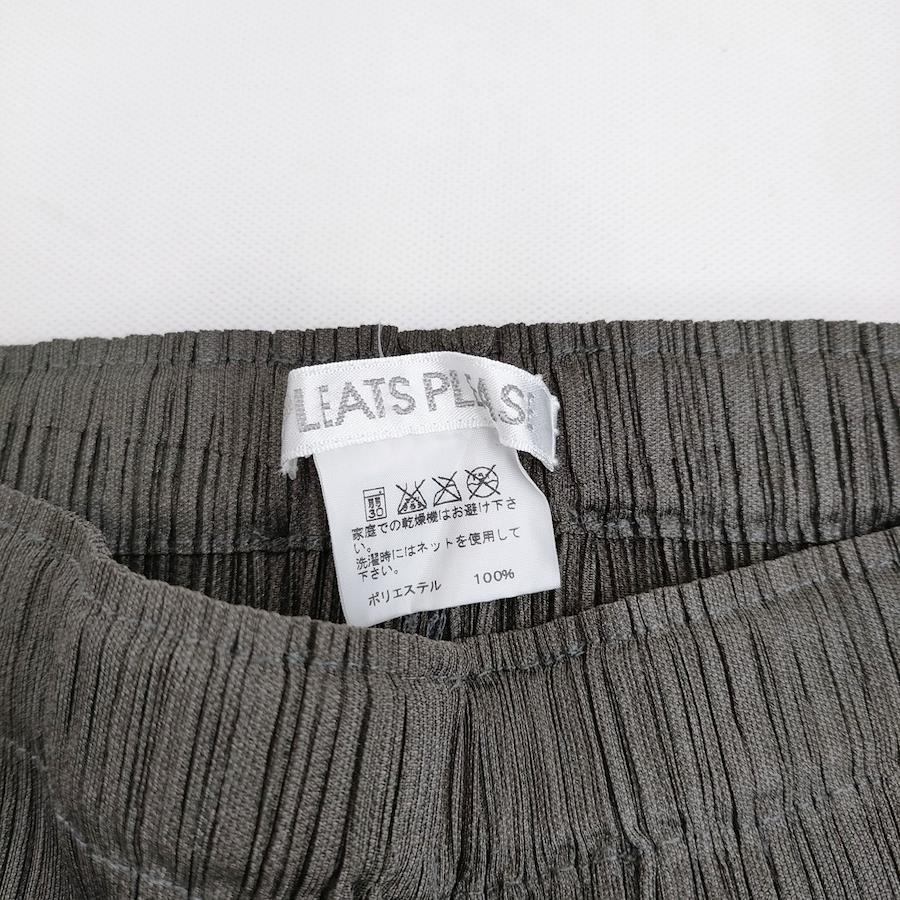 PLEATS PLEASE
30
家庭での乾燥機はお避け下さ
い。
洗濯時にはネットを使用して
下さい。
ポリエステル 100%